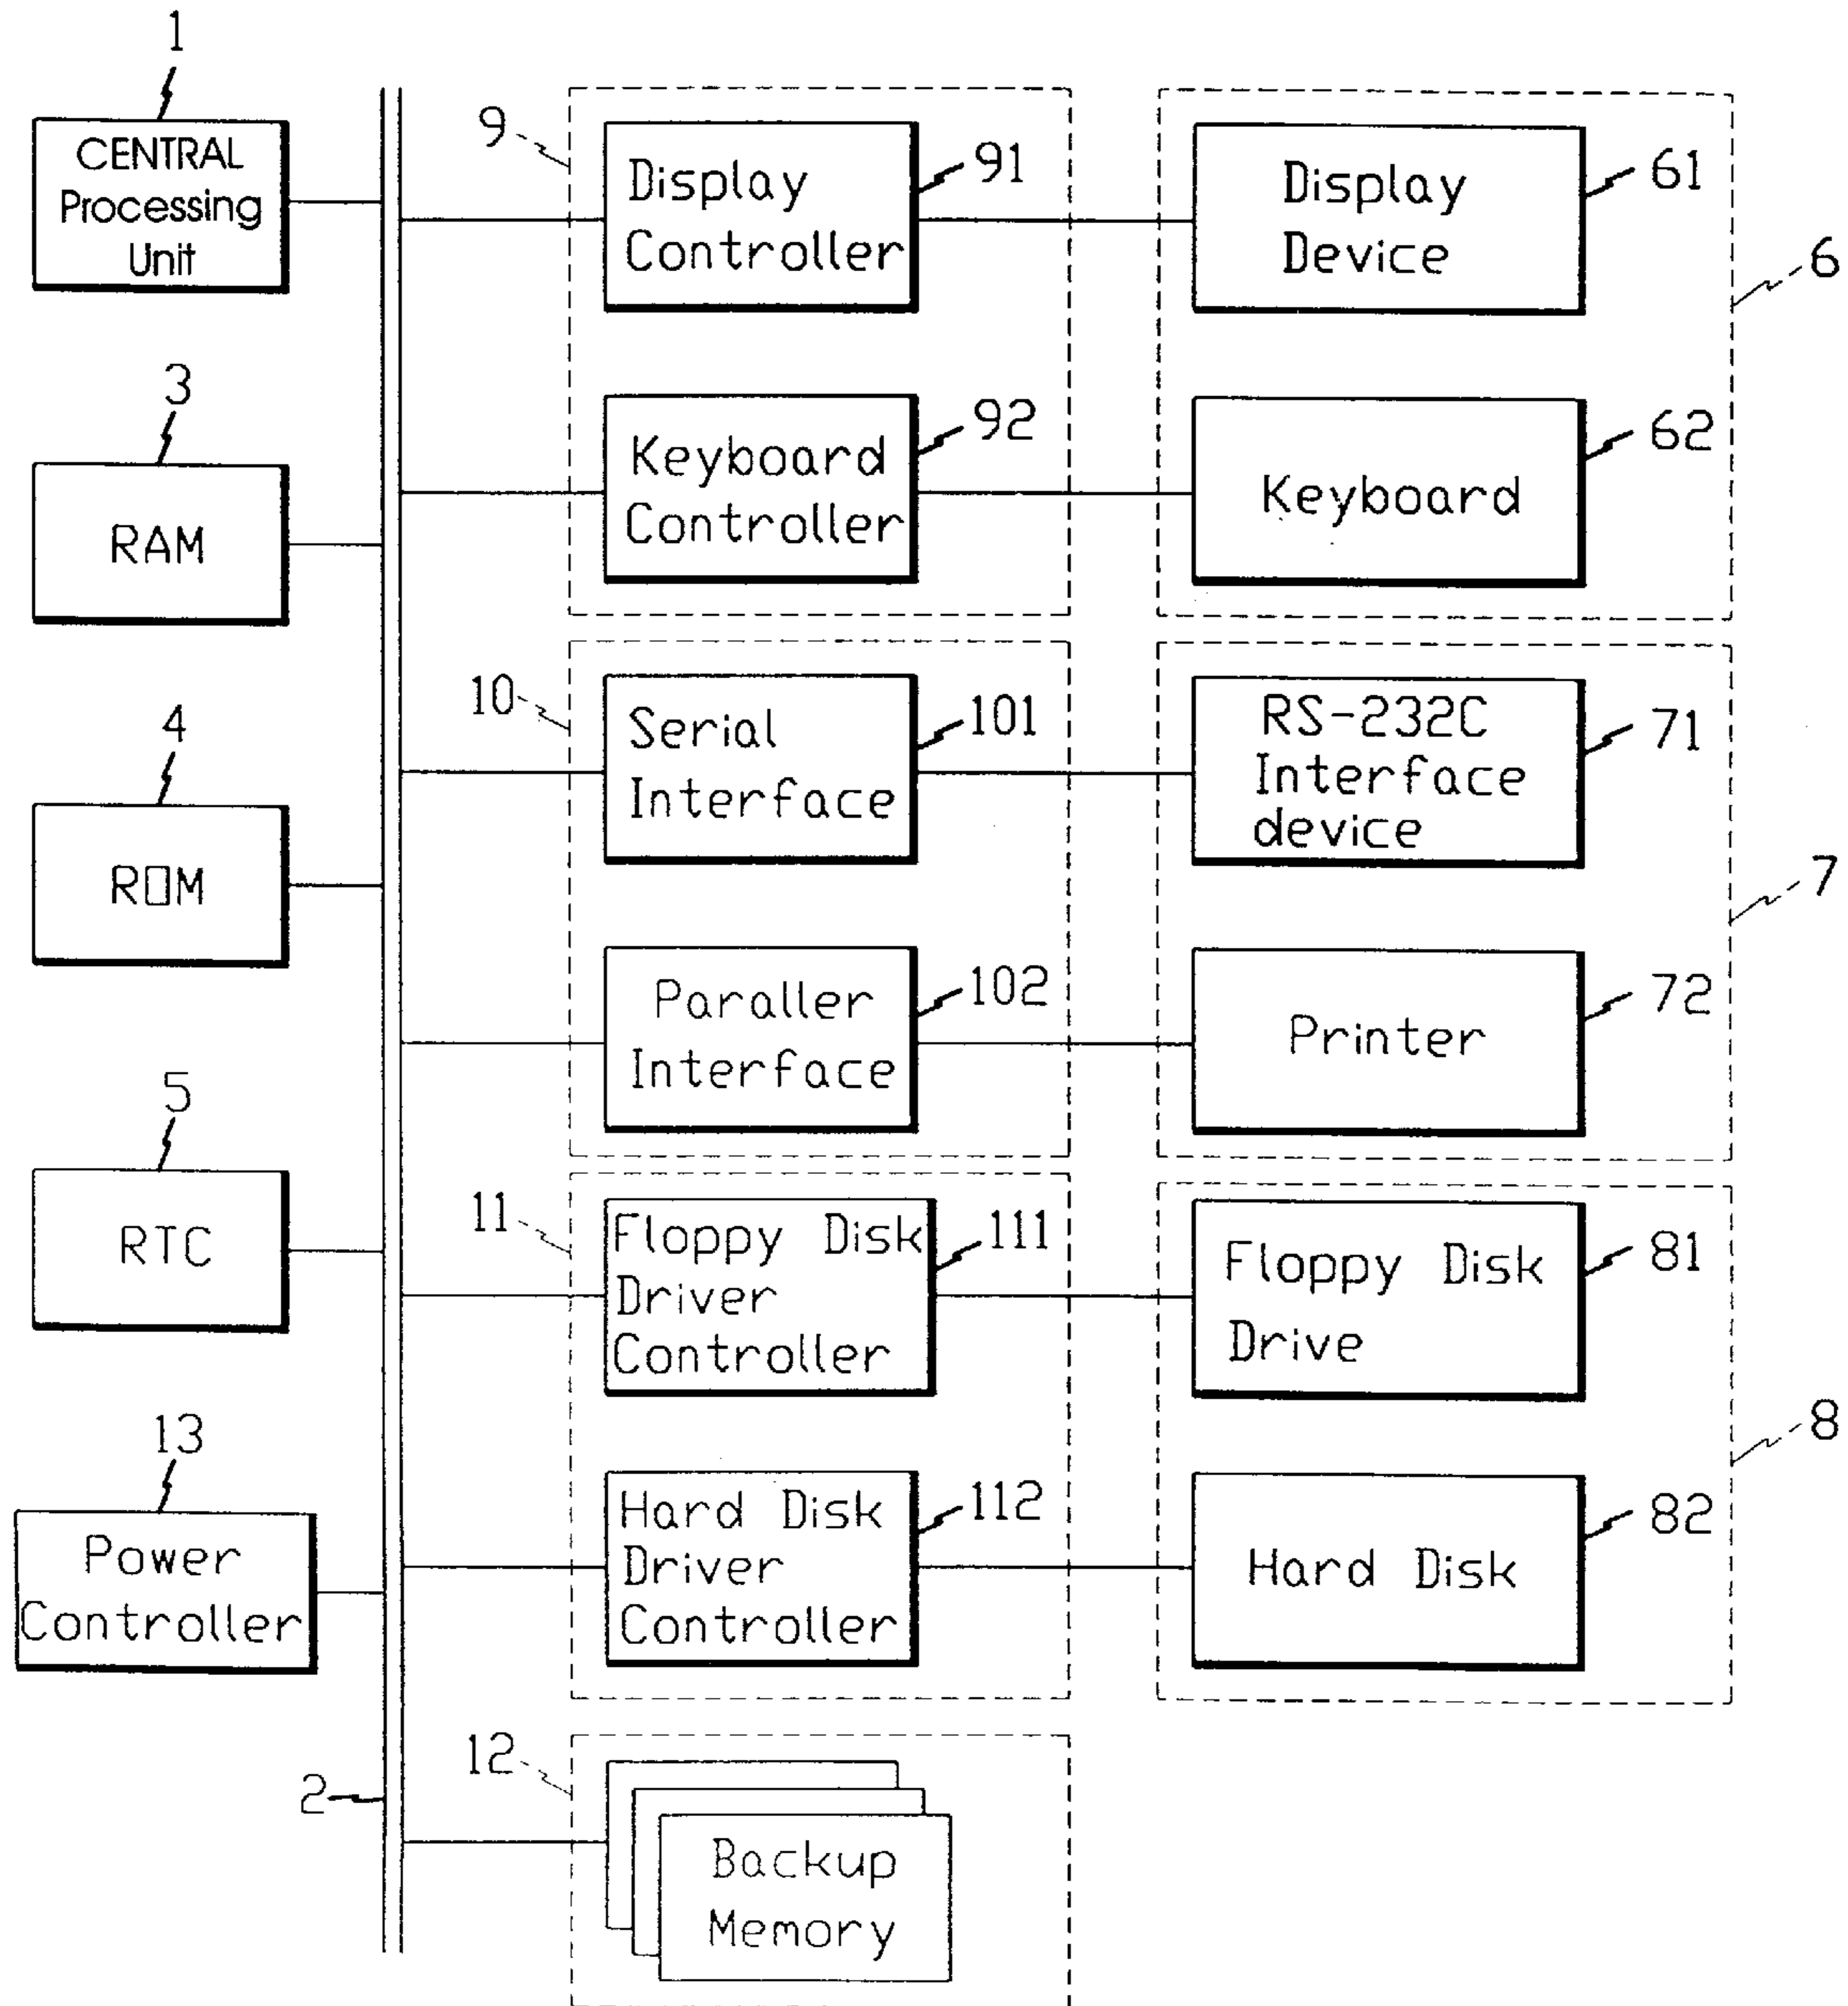 1
CENTRAL
Processing
Unit
3
RAM
4
ROM
5
RTC
13
Power
Controller
2
9
Display
Controller
91
Keyboard
Controller
92
10
Serial
Interface
101
Paraller
Interface
102
11
Floppy Disk
Driver
Controller
111
Hard Disk
Driver
Controller
112
12
Backup
Memory
Display
Device
61
6
Keyboard
62
RS-232C
Interface
device
71
7
Printer
72
Floppy Disk
Drive
81
8
Hard Disk
82